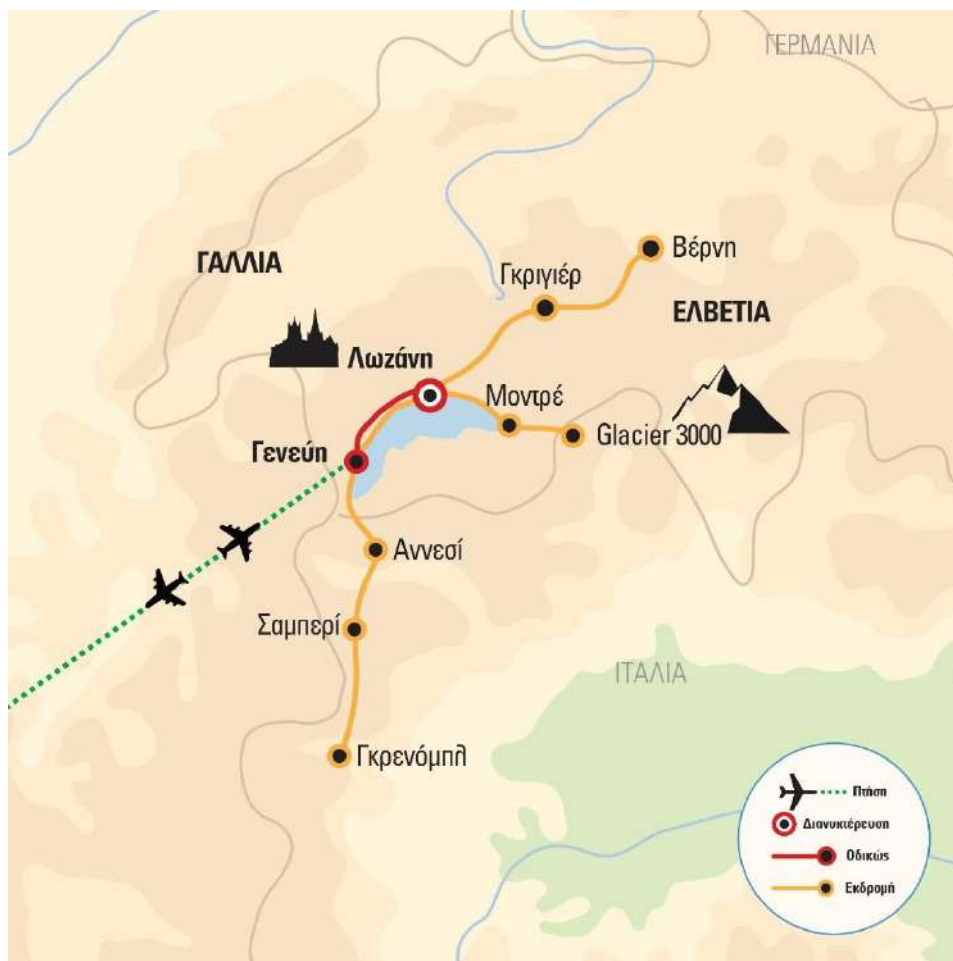 ΓΕΡΜΑΝΙΑ
Βέρνη
ΓΑΛΛΙΑ
Γκριγιέρ
ΕΛΒΕΤΙΑ
Λωζάνη
Μοντρέ
Γενεύη
Glacier 3000
Αννεσί
Σαμπερί
ΙΤΑΛΙΑ
Γκρενόμπλ
Πτήση
Διανυκτέρευση
Οδικώς
Εκδρομή